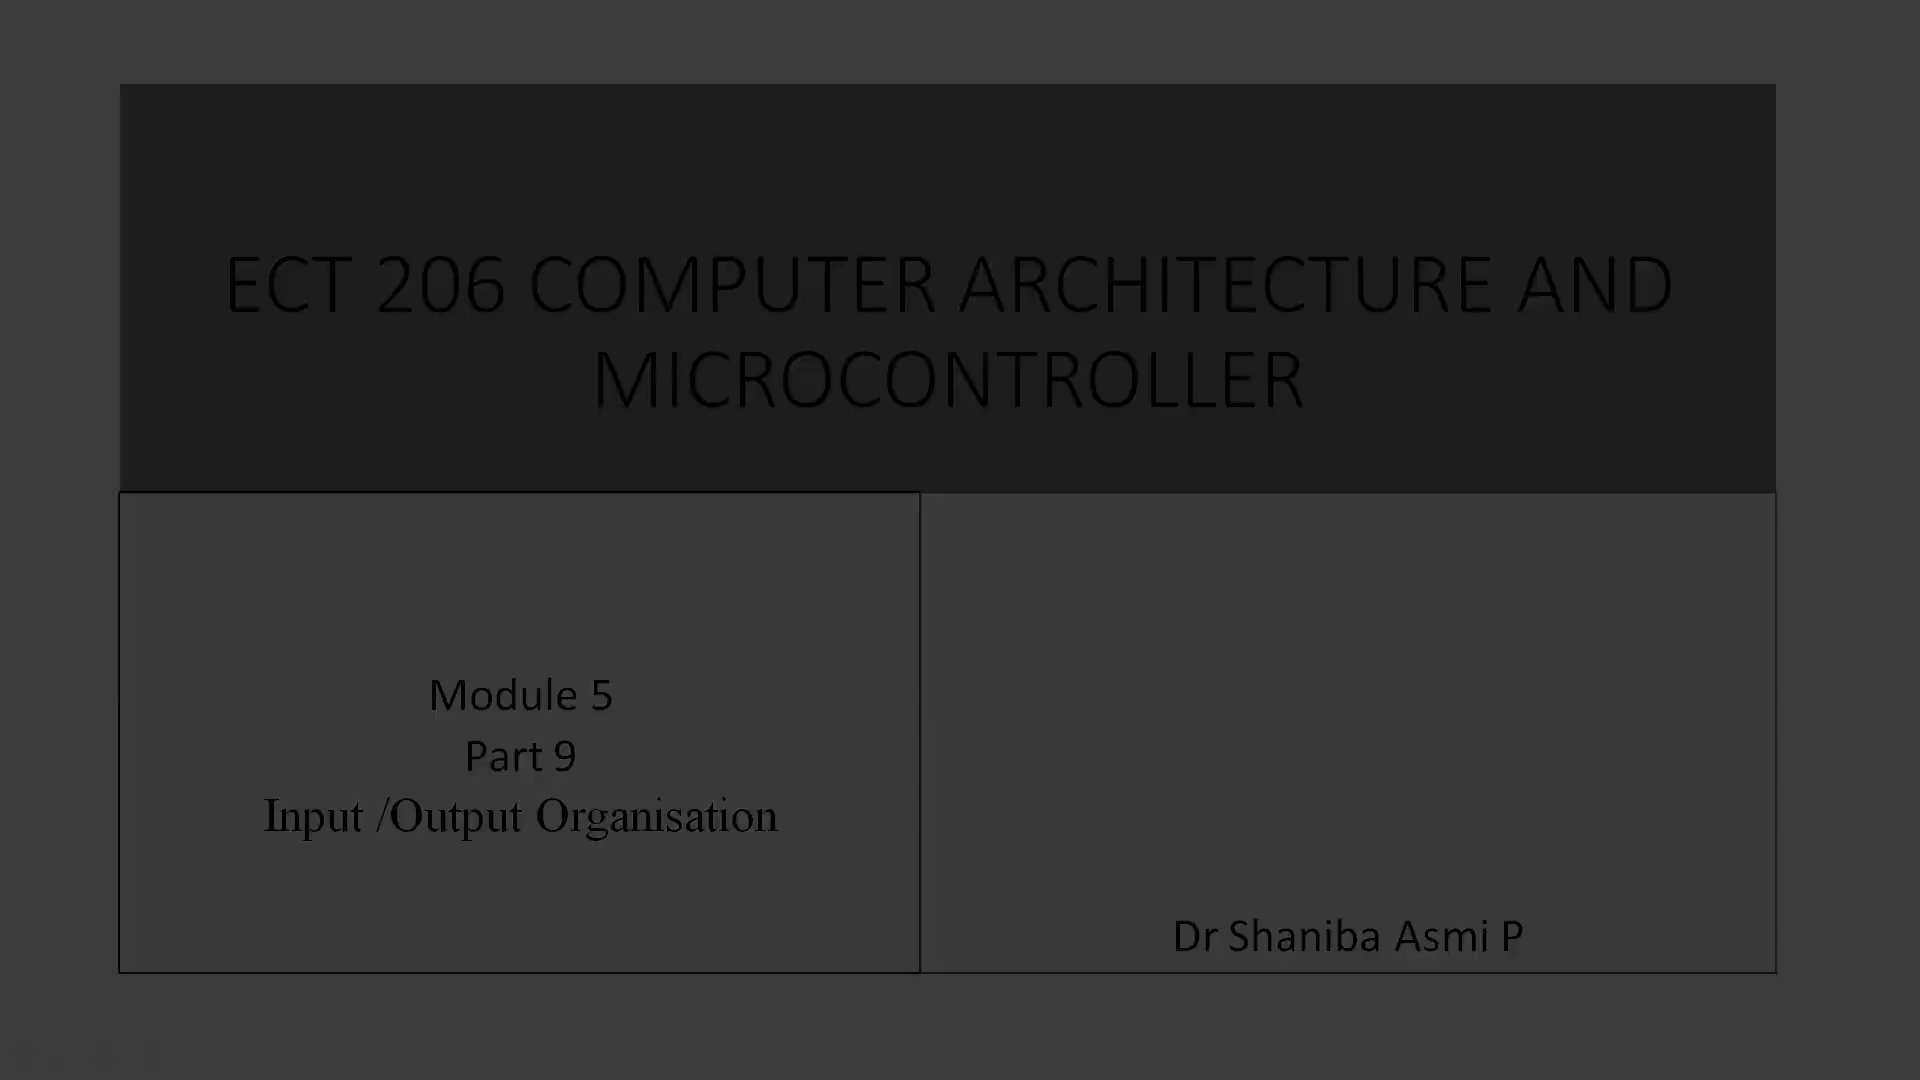 ECT 206 COMPUTER ARCHITECTURE AND
MICROCONTROLLER
Module 5
Part 9
Input /Output Organisation
Dr Shaniba Asmi P